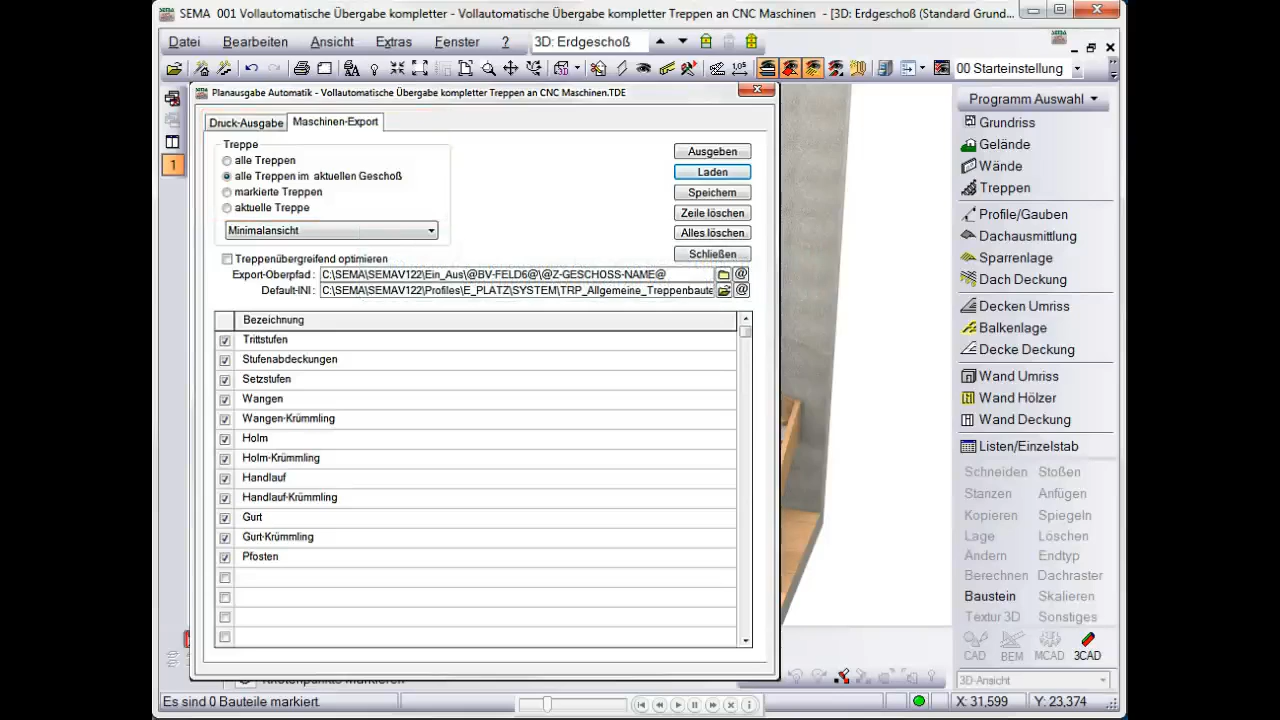 SEMA 001 Vollautomatische Übergabe kompletter - Vollautomatische Übergabe kompletter Treppen an CNC Maschinen - [3D: Erdgeschoß (Standard Grund...
Datei Bearbeiten Ansicht Extras Fenster ? 3D: Erdgeschoß
00 Starteinstellung
Planausgabe Automatik - Vollautomatische Übergabe kompletter Treppen an CNC Maschinen.TDE
Druck-Ausgabe Maschinen-Export
Treppe
alle Treppen
alle Treppen im aktuellen Geschoß
markierte Treppen
aktuelle Treppe
Minimalansicht
Ausgeben
Laden
Speichern
Zeile löschen
Alles löschen
Schließen
Treppenübergreifend optimieren
Export-Oberpfad : C:\SEMA\SEMAV122\Ein_Aus\@BV-FELD6@\@Z-GESCHOSS-NAME@ @
Default-INI : C:\SEMA\SEMAV122\Profiles\E_PLATZ\SYSTEM\TRP_Allgemeine_Treppenbaute @
Bezeichnung
Trittstufen
Stufenabdeckungen
Setzstufen
Wangen
Wangen-Krümmling
Holm
Holm-Krümmling
Handlauf
Handlauf-Krümmling
Gurt
Gurt-Krümmling
Pfosten
1
Programm Auswahl
Grundriss
Gelände
Wände
Treppen
Profile/Gauben
Dachausmittlung
Sparrenlage
Dach Deckung
Decken Umriss
Balkenlage
Decke Deckung
Wand Umriss
Wand Hölzer
Wand Deckung
Listen/Einzelstab
Schneiden Stoßen
Stanzen Anfügen
Kopieren Spiegeln
Lage Löschen
Ändern Endtyp
Berechnen Dachraster
Baustein Skalieren
Textur 3D Sonstiges
CAD BEM MCAD 3CAD
3D-Ansicht
Es sind 0 Bauteile markiert.
X: 31,599 Y: 23,374